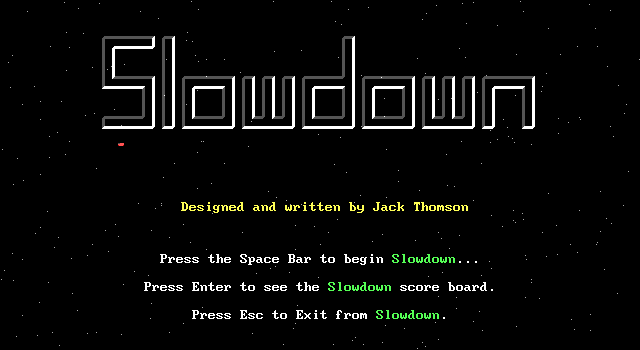 Slowdown
Designed and written by Jack Thomson
Press the Space Bar to begin Slowdown...
Press Enter to see the Slowdown score board.
Press Esc to Exit from Slowdown.